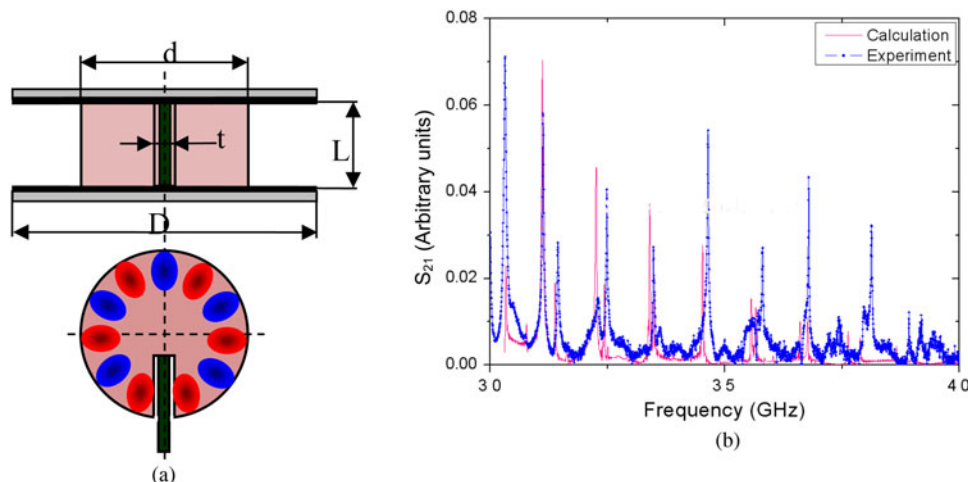 d
t
L
D
(a)
0.08
0.06
0.04
0.02
0.00
S21 (Arbitrary units)
Calculation
Experiment
30
35
40
Frequency (GHz)
(b)